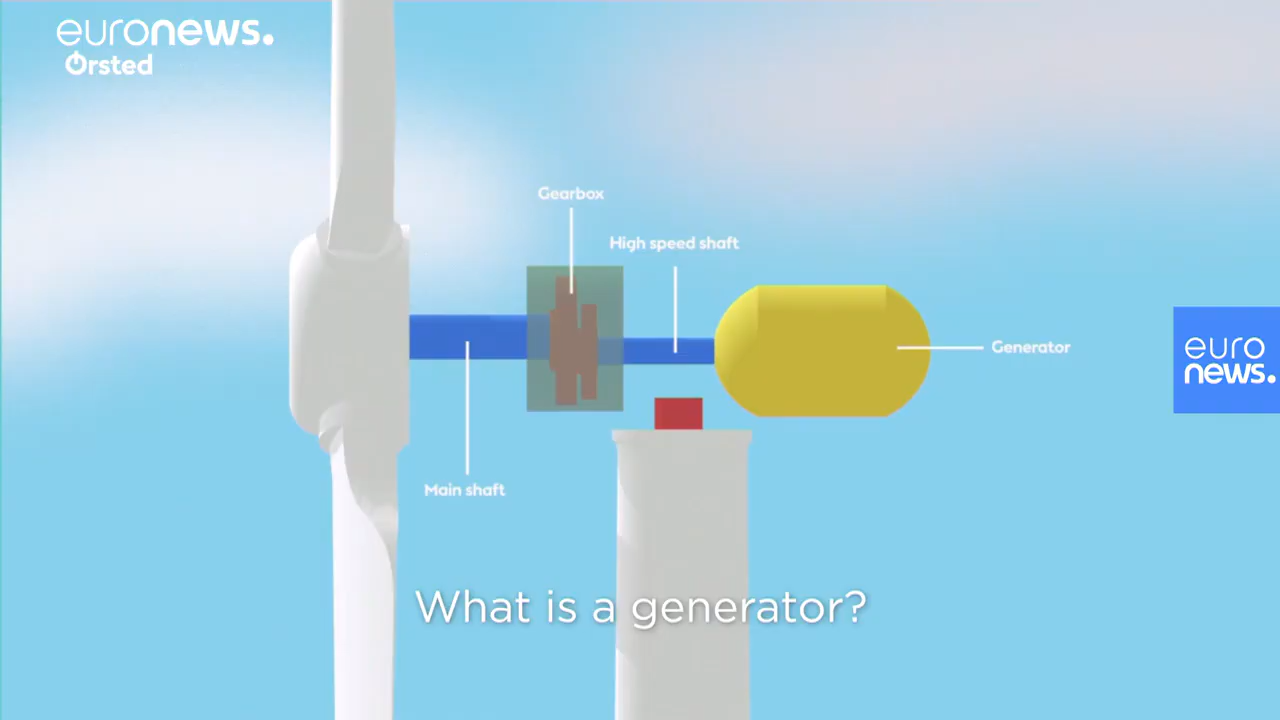 euronews.
Ørsted
Gearbox
High speed shaft
Generator
euro
news.
Main shaft
What is a generator?